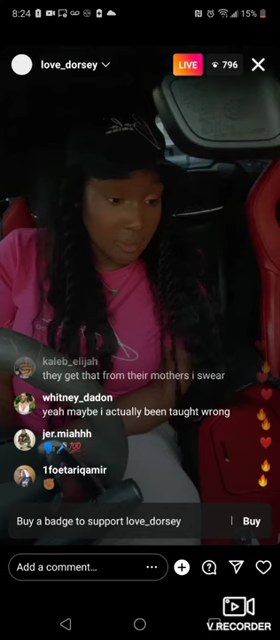 8:24
15%
love_dorsey
LIVE
796
kaleb_elijah
they get that from their mothers i swear
whitney_dadon
yeah maybe i actually been taught wrong
jer.miahhh
🗣️🎤💯
1foetariqamir
✊🏾
Buy a badge to support love_dorsey
Buy
Add a comment...
V RECORDER